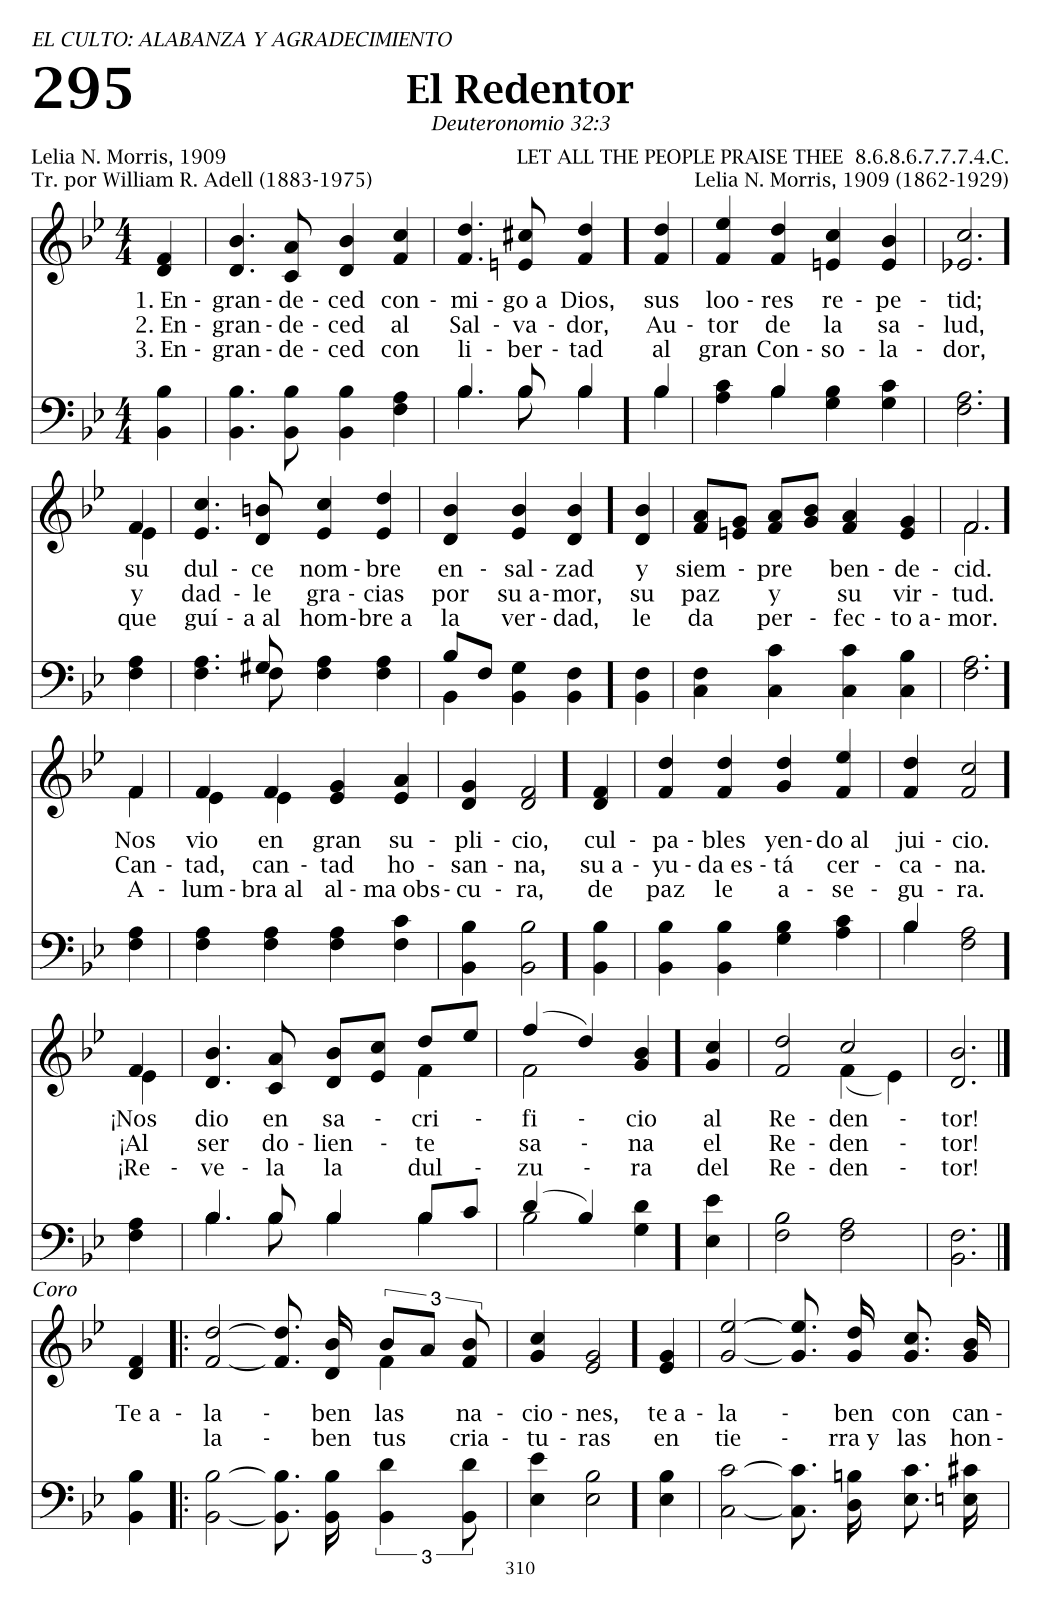 EL CULTO: ALABANZA Y AGRADECIMIENTO
295
El Redentor
Deuteronomio 32:3
Lelia N. Morris, 1909
LET ALL THE PEOPLE PRAISE THEE 8.6.8.6.7.7.7.4.C.
Tr. por William R. Adell (1883-1975)
Lelia N. Morris, 1909 (1862-1929)
1. En - gran - de - ced con - mi - go a Dios, sus loo - res re - pe - tid;
2. En - gran - de - ced al Sal - va - dor, Au - tor de la sa - lud,
3. En - gran - de - ced con li - ber - tad al gran Con - so - la - dor,
su dul - ce nom - bre en - sal - zad y siem - pre ben - de - cid.
y dad - le gra - cias por su a - mor, su paz y su vir - tud.
que guí - a al hom - bre a la ver - dad, le da per - fec - to a - mor.
Nos vio en gran su - pli - cio, cul - pa - bles yen - do al jui - cio.
Can - tad, can - tad ho - san - na, su a - yu - da es - tá cer - ca - na.
A - lum - bra al al - ma obs - cu - ra, de paz le a - se - gu - ra.
¡Nos dio en sa - cri - fi - cio al Re - den - tor!
¡Al ser do - lien - te sa - na el Re - den - tor!
¡Re - ve - la la dul - zu - ra del Re - den - tor!
Coro
3
Te a - la - ben las na - cio - nes, te a - la - ben con can -
la - ben tus cria - tu - ras en tie - rra y las hon -
3
310